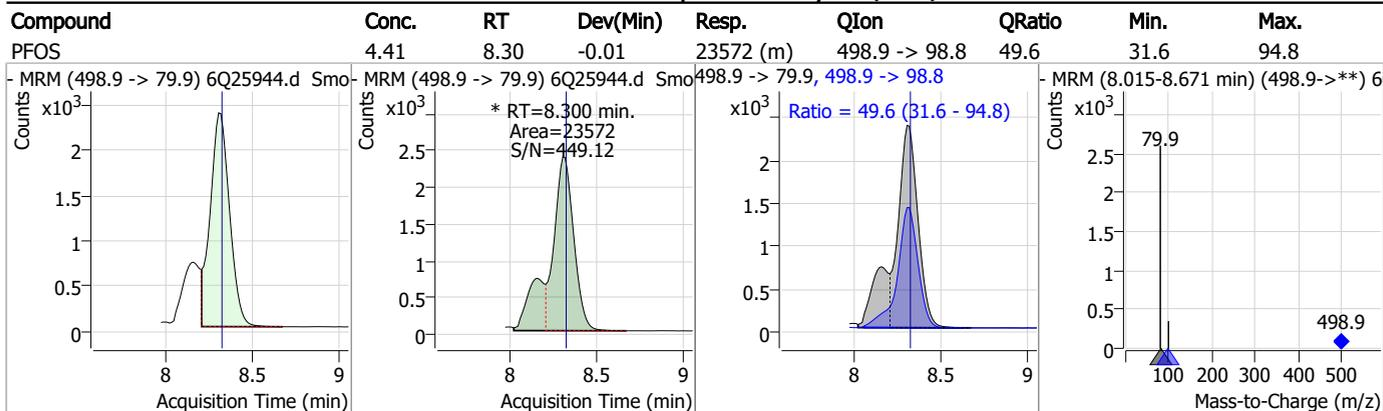 Compound Conc. RT Dev(Min) Resp. QIon QRatio Min. Max.
PFOS 4.41 8.30 -0.01 23572 (m) 498.9 -> 98.8 49.6 31.6 94.8
- MRM (498.9 -> 79.9) 6Q25944.d Smo
Counts
x10³
2
1.5
1
0.5
0
8 8.5 9
Acquisition Time (min)
- MRM (498.9 -> 79.9) 6Q25944.d Smo
Counts
x10³
* RT=8.300 min.
Area=23572
S/N=449.12
2.5
2
1.5
1
0.5
0
8 8.5 9
Acquisition Time (min)
498.9 -> 79.9, 498.9 -> 98.8
Counts
x10³
Ratio = 49.6 (31.6 - 94.8)
2
1.5
1
0.5
0
8 8.5 9
Acquisition Time (min)
- MRM (8.015-8.671 min) (498.9->**) 6
Counts
x10³
79.9
2.5
2
1.5
1
0.5
0
498.9
100 200 300 400 500
Mass-to-Charge (m/z)